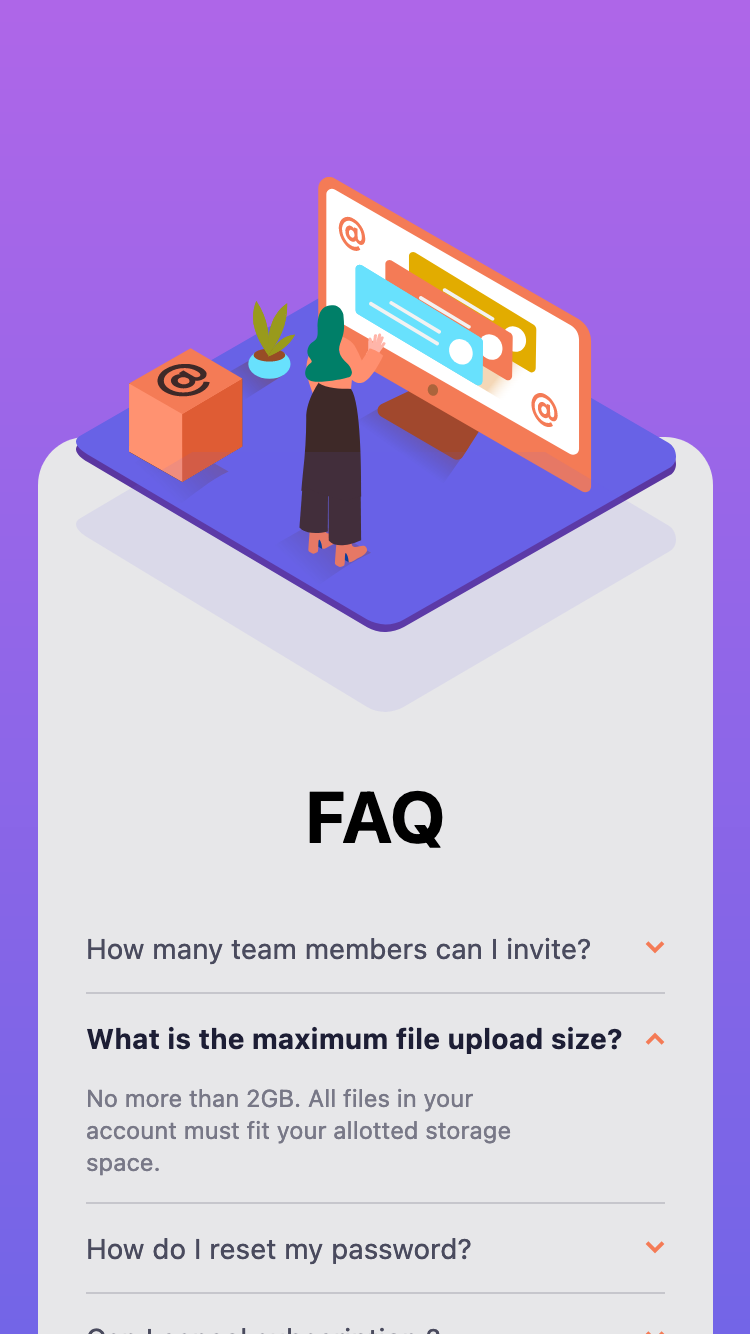 @
@
@
FAQ
How many team members can I invite?
What is the maximum file upload size?
No more than 2GB. All files in your
account must fit your allotted storage
space.
How do I reset my password?